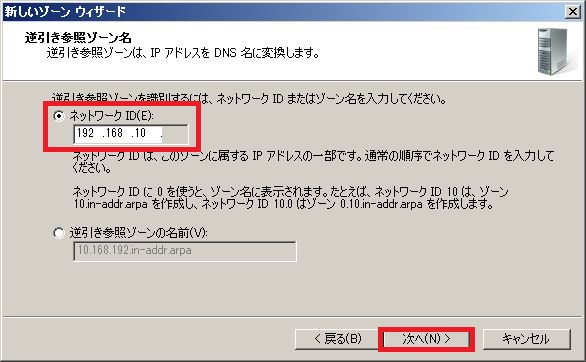 新しいゾーン ウィザード
逆引き参照ゾーン名
逆引き参照ゾーンは、IP アドレスを DNS 名に変換します。
逆引き参照ゾーンを識別するには、ネットワーク ID またはゾーン名を入力してください。
ネットワーク ID(E):
192 .168 .10 .
ネットワーク ID は、このゾーンに属する IP アドレスの一部です。通常の順序でネットワーク ID を入力して
ください。
ネットワーク ID に 0 を使うと、ゾーン名に表示されます。たとえば、ネットワーク ID 10 は、ゾーン
10.in-addr.arpa を作成し、ネットワーク ID 10.0 はゾーン 0.10.in-addr.arpa を作成します。
逆引き参照ゾーンの名前(V):
10.168.192.in-addr.arpa
< 戻る(B) 次へ(N) > キャンセル